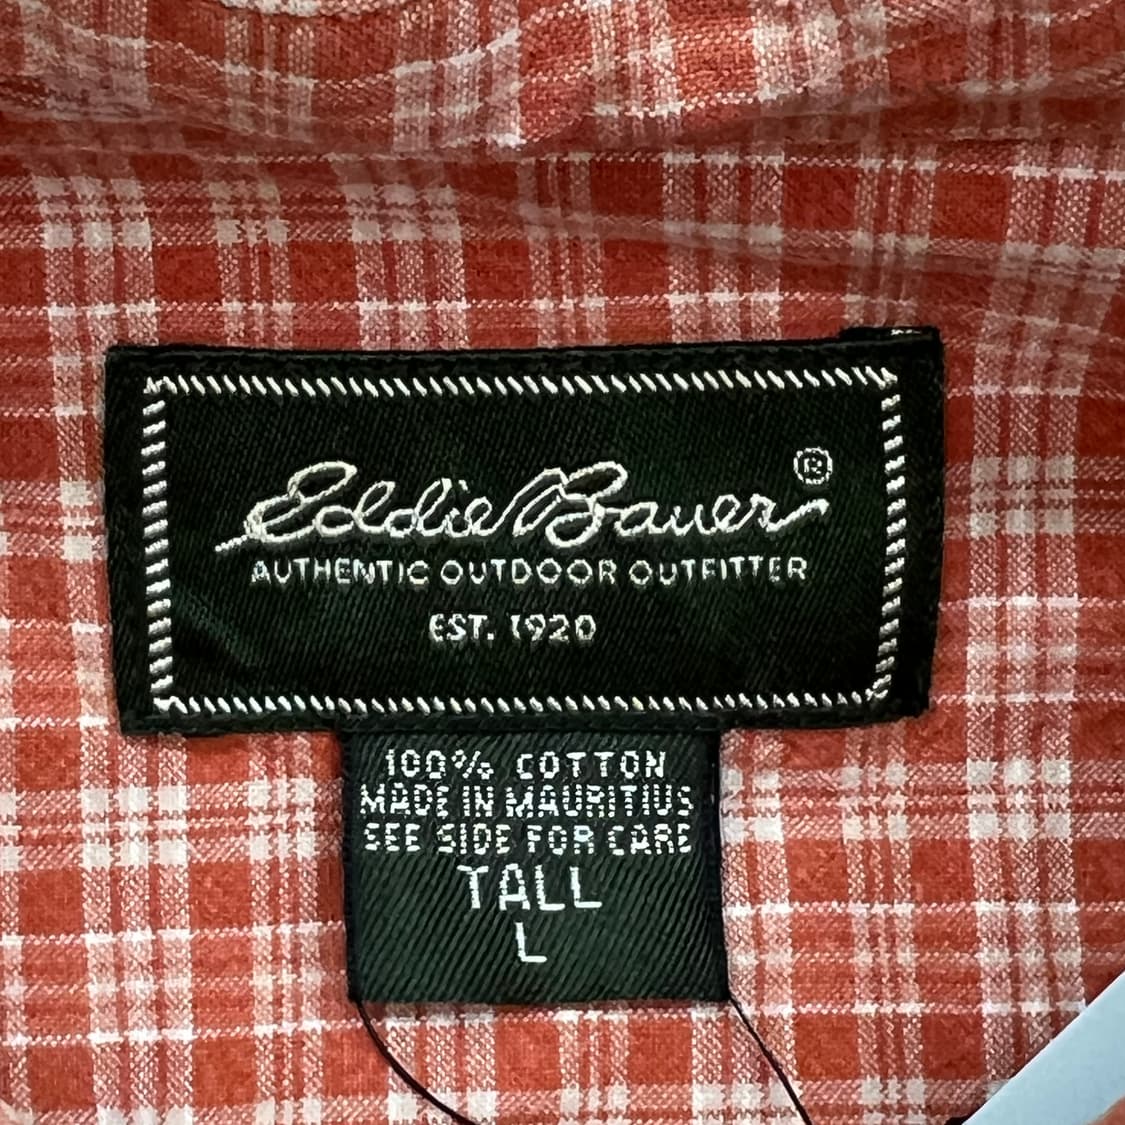 Eddie Bauer ®
AUTHENTIC OUTDOOR OUTFITTER
EST. 1920
100% COTTON
MADE IN MAURITIUS
SEE SIDE FOR CARE
TALL
L